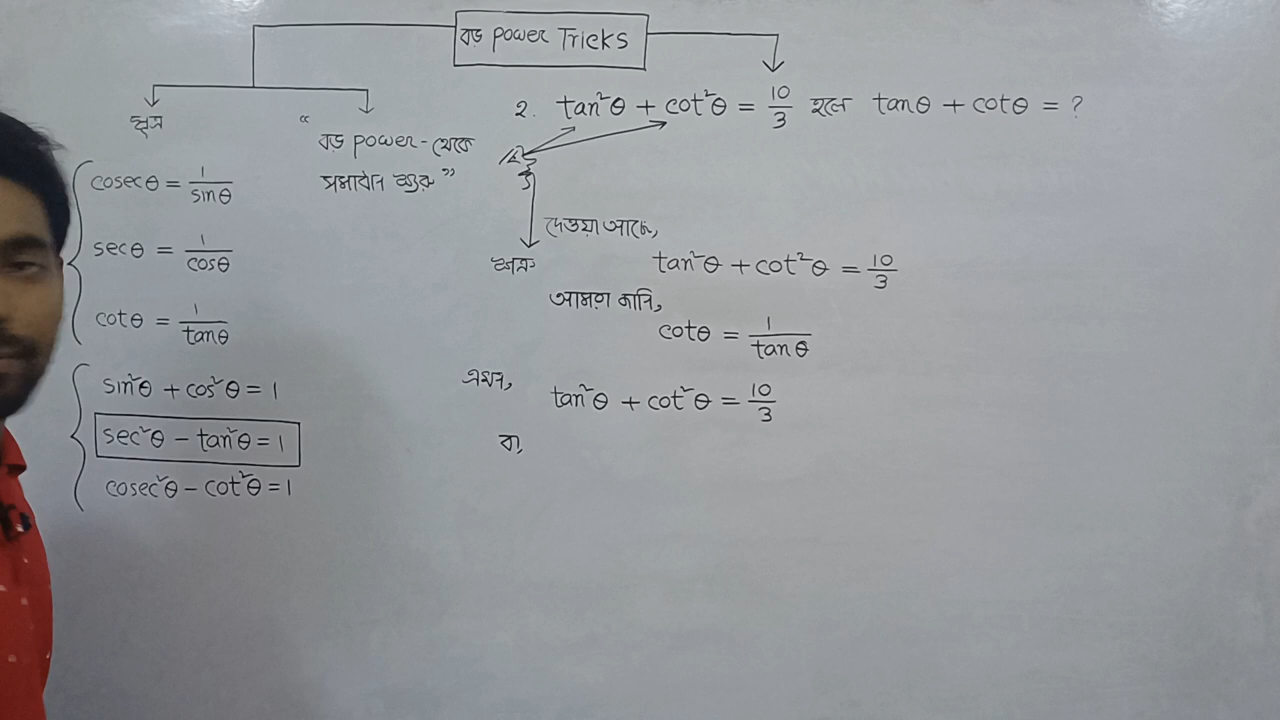 বড় power Tricks
সূত্র
cosecθ = 1/sinθ
secθ = 1/cosθ
cotθ = 1/tanθ
sin²θ + cos²θ = 1
sec²θ − tan²θ = 1
cosec²θ − cot²θ = 1
“বড় power-থেকে
সমাধান শুরু”
২. tan²θ + cot²θ = 10/3 হলে tanθ + cotθ = ?
দেওয়া আছে,
tan²θ + cot²θ = 10/3
আমরা জানি,
cotθ = 1/tanθ
এখন, tan²θ + cot²θ = 10/3
বা,